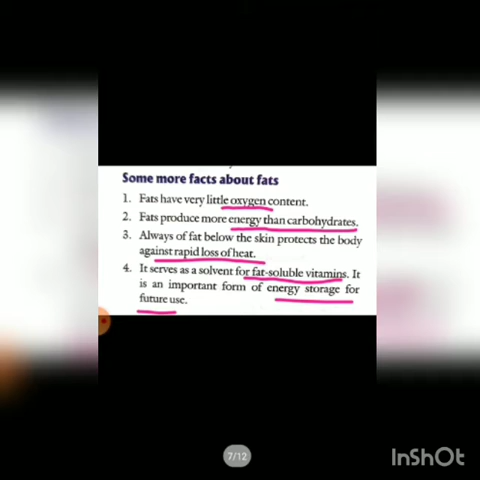 Some more facts about fats
1. Fats have very little oxygen content.
2. Fats produce more energy than carbohydrates.
3. Always of fat below the skin protects the body
against rapid loss of heat.
4. It serves as a solvent for fat-soluble vitamins. It
is an important form of energy storage for
future use.
7/12
InShOt